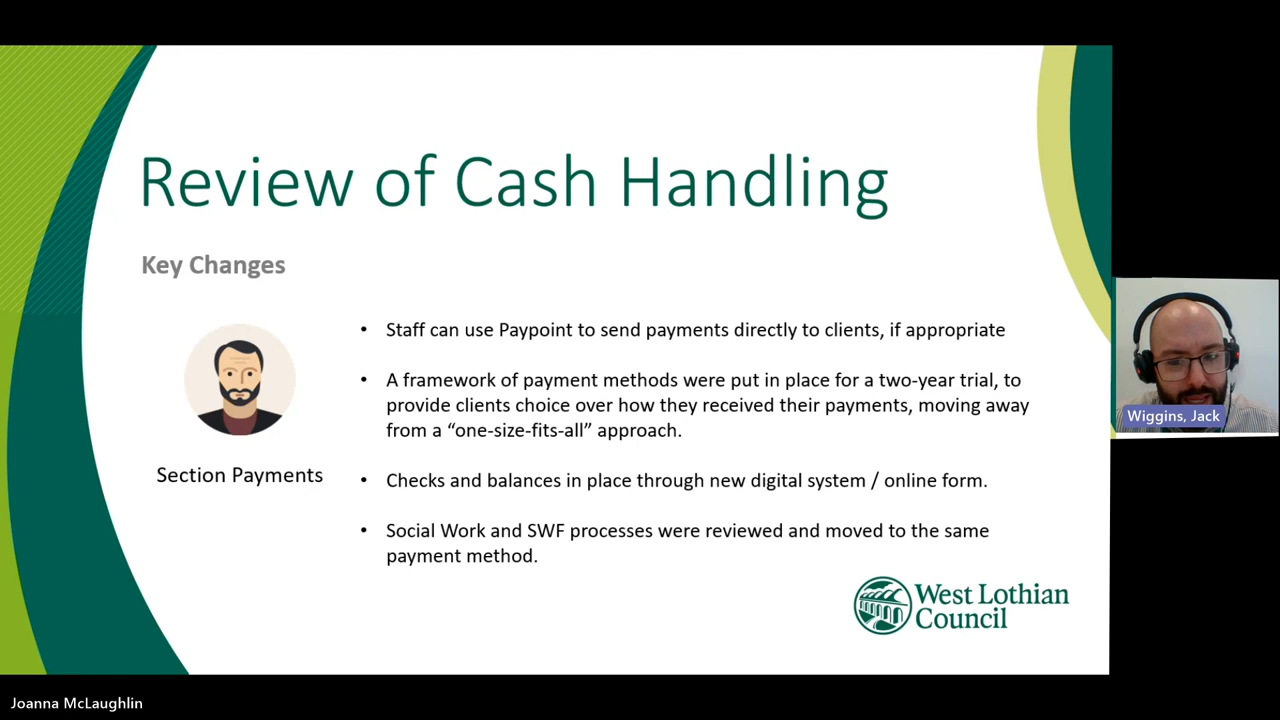 Review of Cash Handling
Key Changes
• Staff can use Paypoint to send payments directly to clients, if appropriate
• A framework of payment methods were put in place for a two-year trial, to
provide clients choice over how they received their payments, moving away
from a “one-size-fits-all” approach.
Section Payments
• Checks and balances in place through new digital system / online form.
• Social Work and SWF processes were reviewed and moved to the same
payment method.
West Lothian
Council
Wiggins, Jack
Joanna McLaughlin